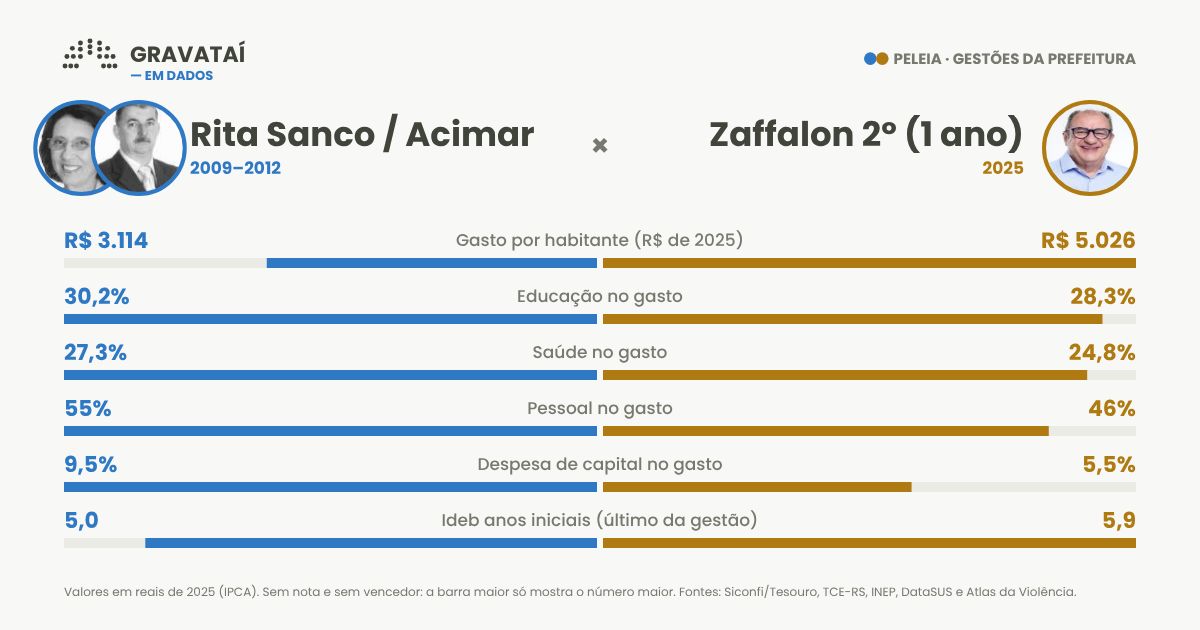 GRAVATAÍ
— EM DADOS
PELEIA · GESTÕES DA PREFEITURA
Rita Sanco / Acimar
2009–2012
×
Zaffalon 2º (1 ano)
2025
R$ 3.114 Gasto por habitante (R$ de 2025) R$ 5.026
30,2% Educação no gasto 28,3%
27,3% Saúde no gasto 24,8%
55% Pessoal no gasto 46%
9,5% Despesa de capital no gasto 5,5%
5,0 Ideb anos iniciais (último da gestão) 5,9
Valores em reais de 2025 (IPCA). Sem nota e sem vencedor: a barra maior só mostra o número maior. Fontes: Siconfi/Tesouro, TCE-RS, INEP, DataSUS e Atlas da Violência.